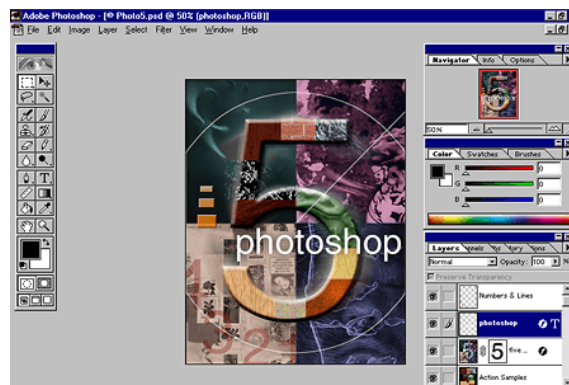 Adobe Photoshop - [© Photo5.psd @ 50% (photoshop,RGB)]
File Edit Image Layer Select Filter View Window Help
Navigator Info Options
50%
Color Swatches Brushes
R 0
G 0
B 0
5
photoshop
Layers
Normal Opacity: 100 %
Preserve Transparency
Numbers & Lines
photoshop
5 five ...
Action Samples